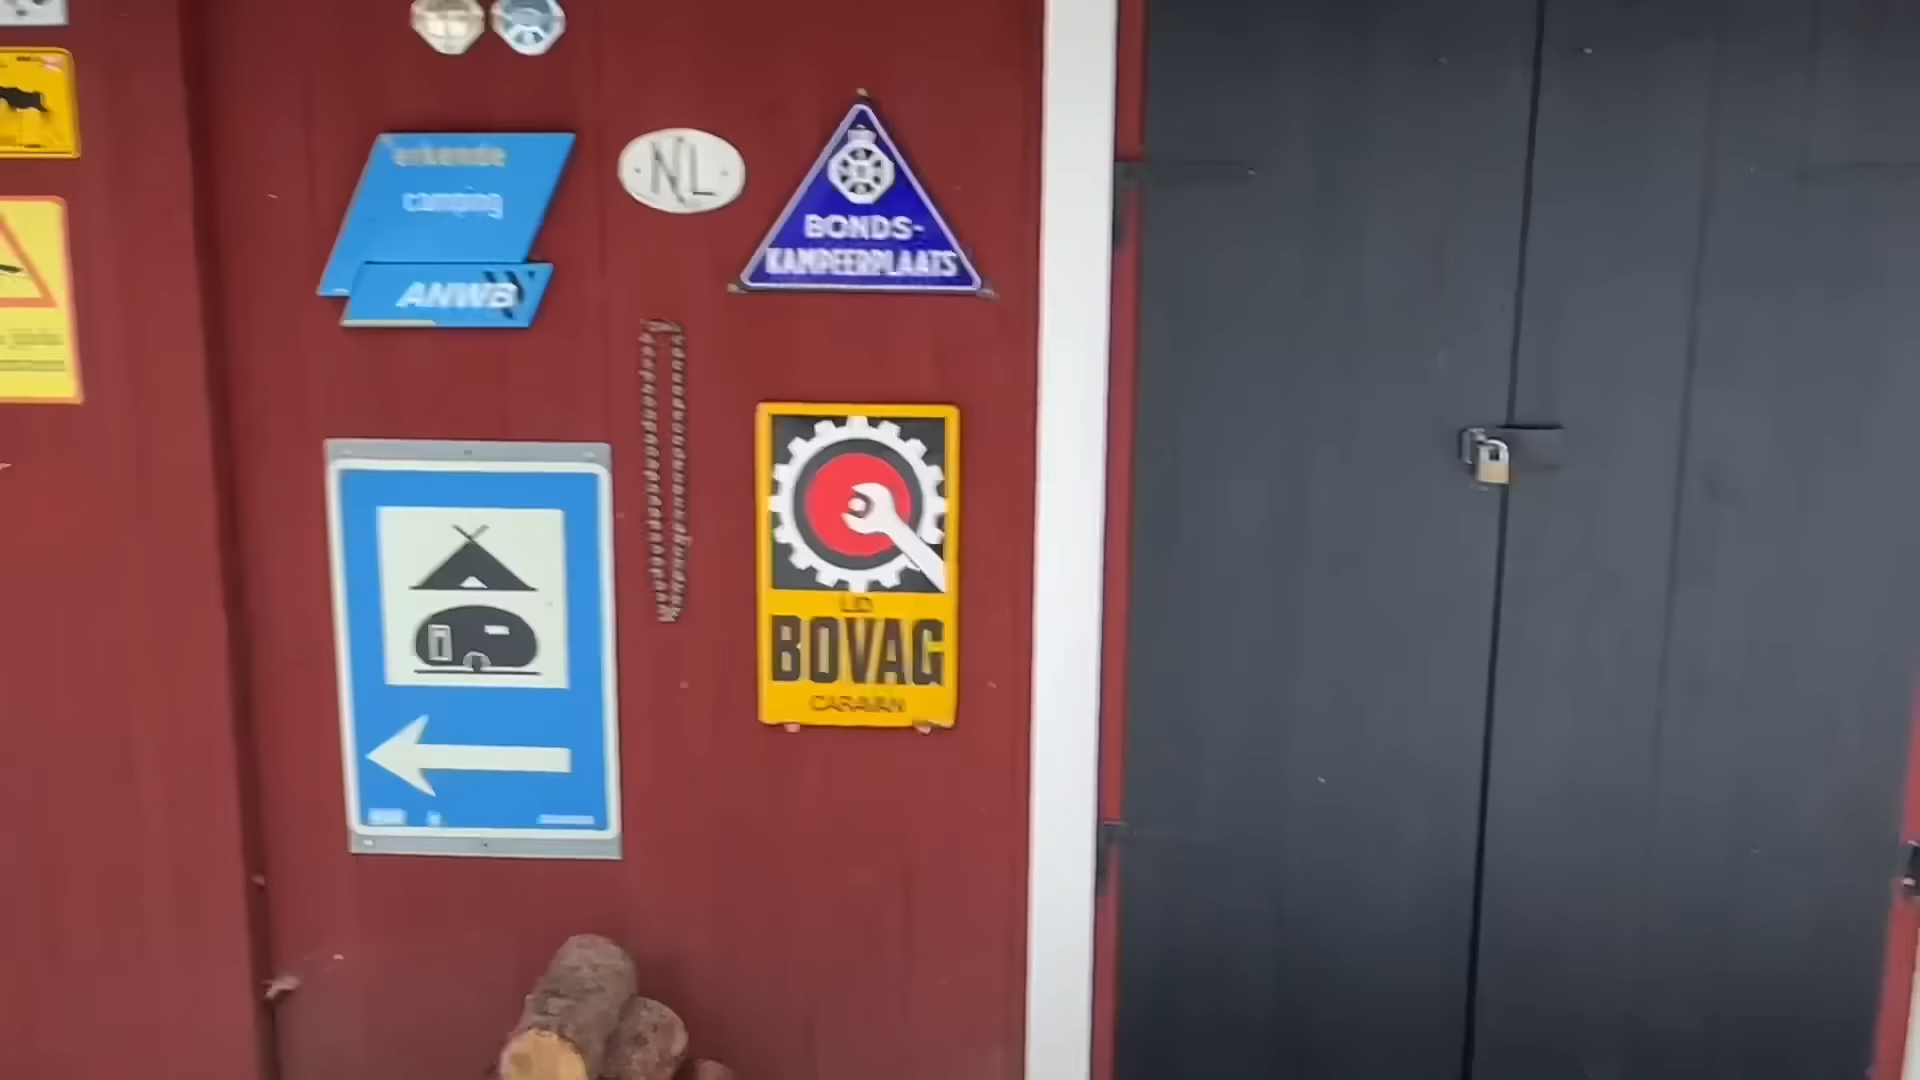 erkende
camping
ANWB
NL
BONDS-
KAMPEERPLAATS
LID
BOVAG
CARAVAN